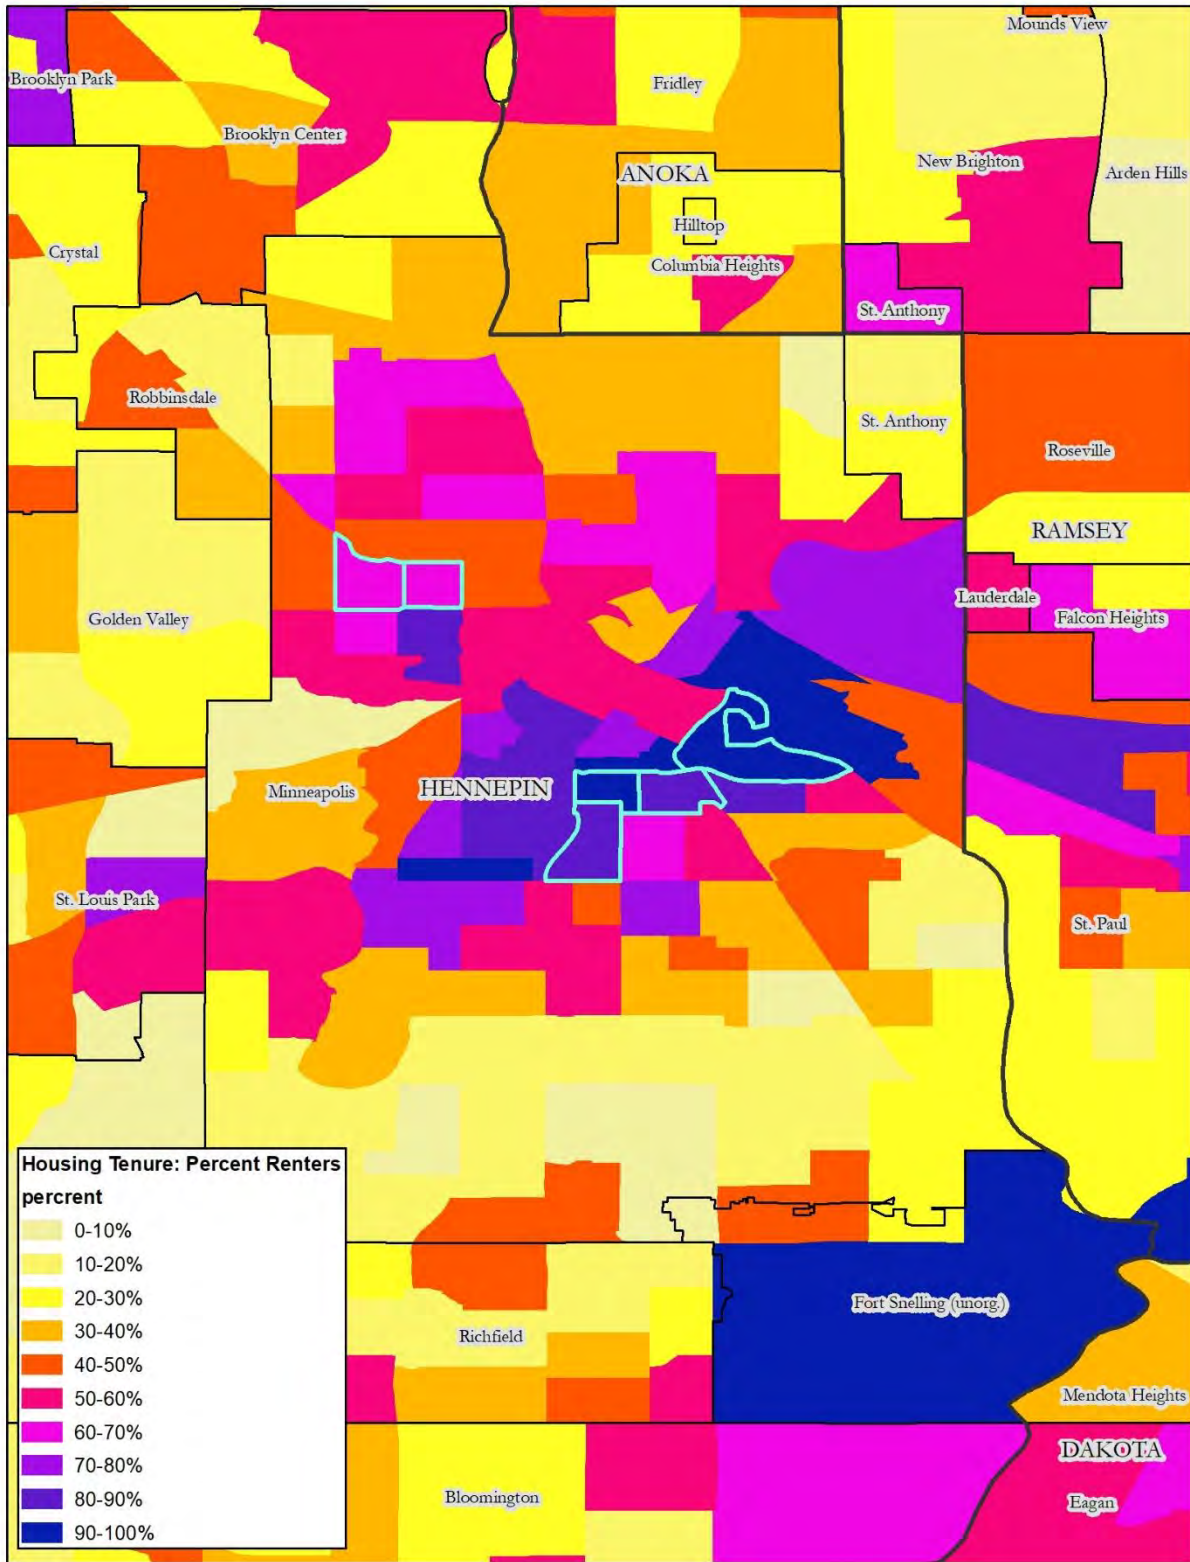 Mounds View
Brooklyn Park
Fridley
Brooklyn Center
New Brighton
ANOKA
Arden Hills
Hilltop
Crystal
Columbia Heights
St. Anthony
Robbinsdale
St. Anthony
Roseville
RAMSEY
Lauderdale
Golden Valley
Falcon Heights
Minneapolis
HENNEPIN
St. Louis Park
St. Paul
Housing Tenure: Percent Renters
percrent
0-10%
10-20%
20-30%
30-40%
40-50%
50-60%
60-70%
70-80%
80-90%
90-100%
Fort Snelling (unorg.)
Richfield
Mendota Heights
DAKOTA
Bloomington
Eagan